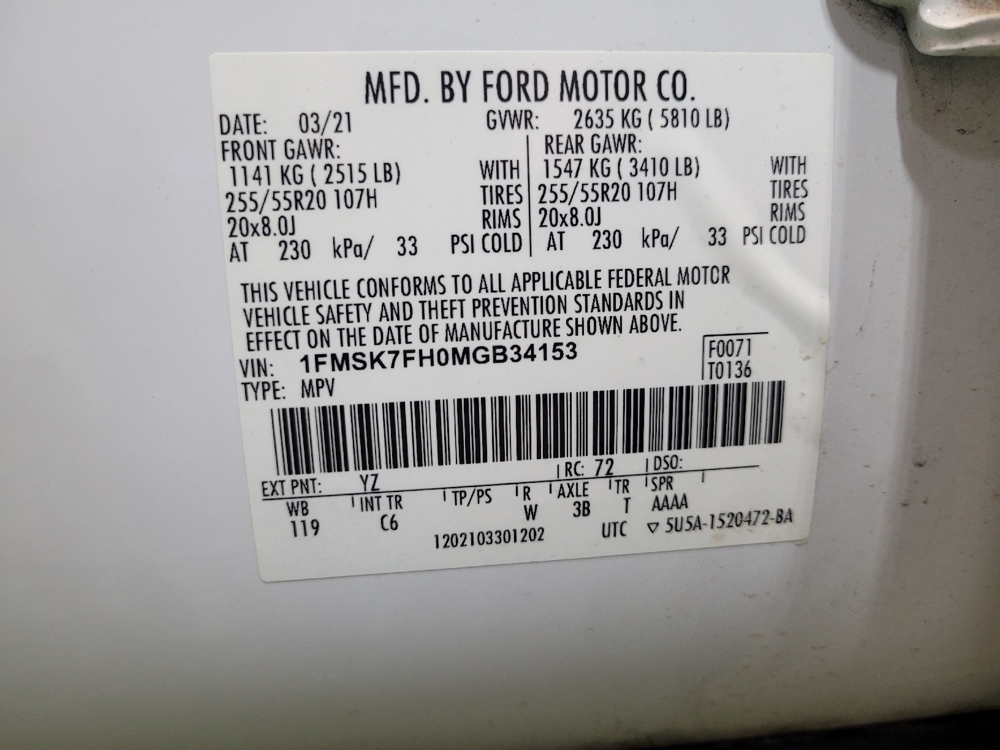 MFD. BY FORD MOTOR CO.
DATE: 03/21 GVWR: 2635 KG ( 5810 LB)
FRONT GAWR: REAR GAWR:
1141 KG ( 2515 LB) WITH 1547 KG ( 3410 LB) WITH
255/55R20 107H TIRES 255/55R20 107H TIRES
20x8.0J RIMS 20x8.0J RIMS
AT 230 kPa/ 33 PSI COLD AT 230 kPa/ 33 PSI COLD
THIS VEHICLE CONFORMS TO ALL APPLICABLE FEDERAL MOTOR
VEHICLE SAFETY AND THEFT PREVENTION STANDARDS IN
EFFECT ON THE DATE OF MANUFACTURE SHOWN ABOVE.
VIN: 1FMSK7FH0MGB34153 F0071
TYPE: MPV T0136
EXT PNT: YZ RC: 72 DSO:
WB INT TR TP/PS R AXLE TR SPR
119 C6 W 3B T AAAA
1202103301202 UTC ▽ 5U5A-1520472-BA